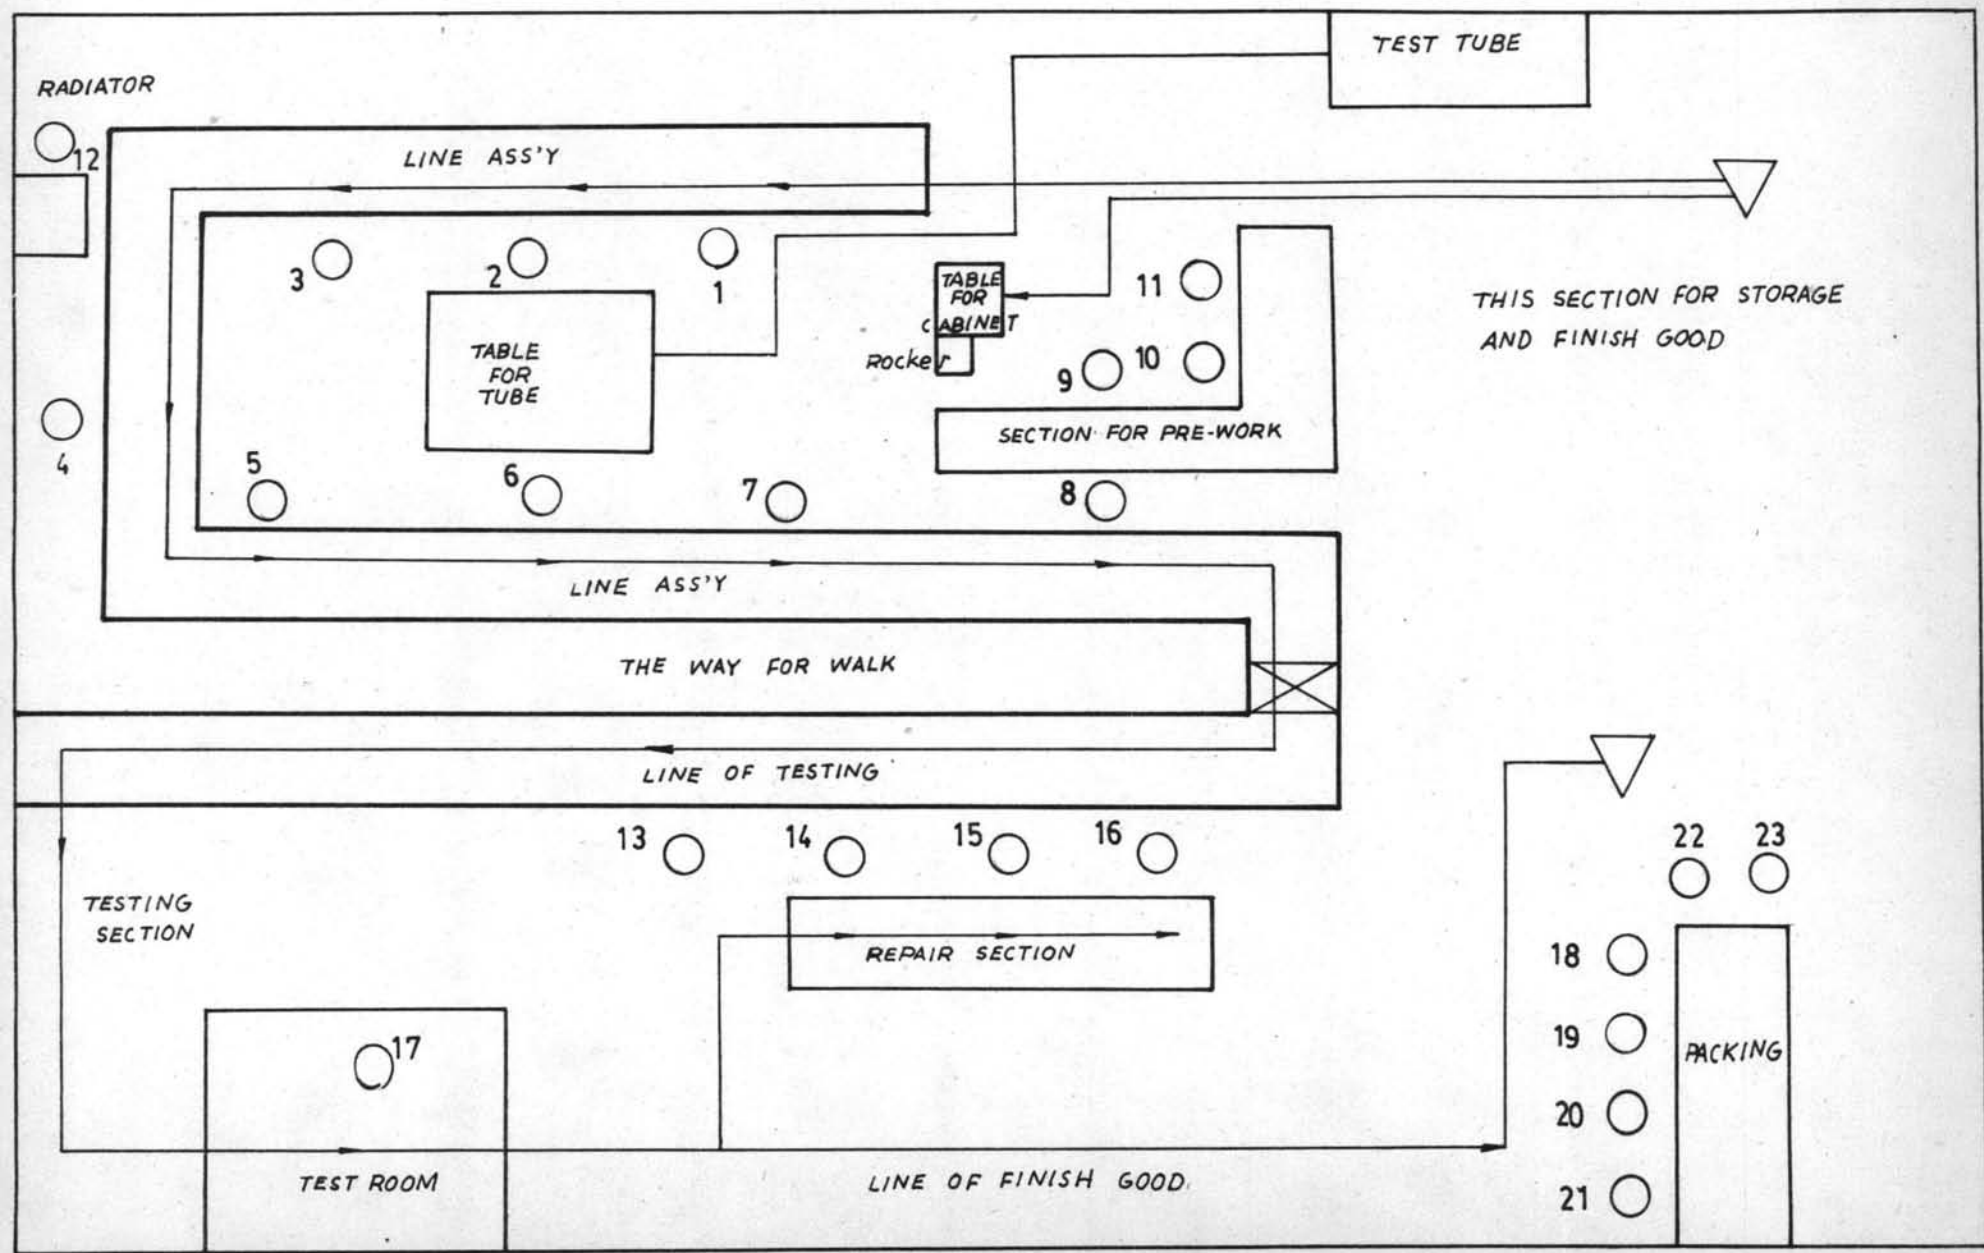 TEST TUBE
RADIATOR
12
LINE ASS'Y
3
2
1
11
TABLE
FOR
CABINET
THIS SECTION FOR STORAGE
AND FINISH GOOD
TABLE
FOR
TUBE
Rocker
9
10
4
SECTION FOR PRE-WORK
5
6
7
8
LINE ASS'Y
THE WAY FOR WALK
LINE OF TESTING
13
14
15
16
22
23
TESTING
SECTION
REPAIR SECTION
18
17
19
PACKING
20
TEST ROOM
LINE OF FINISH GOOD.
21